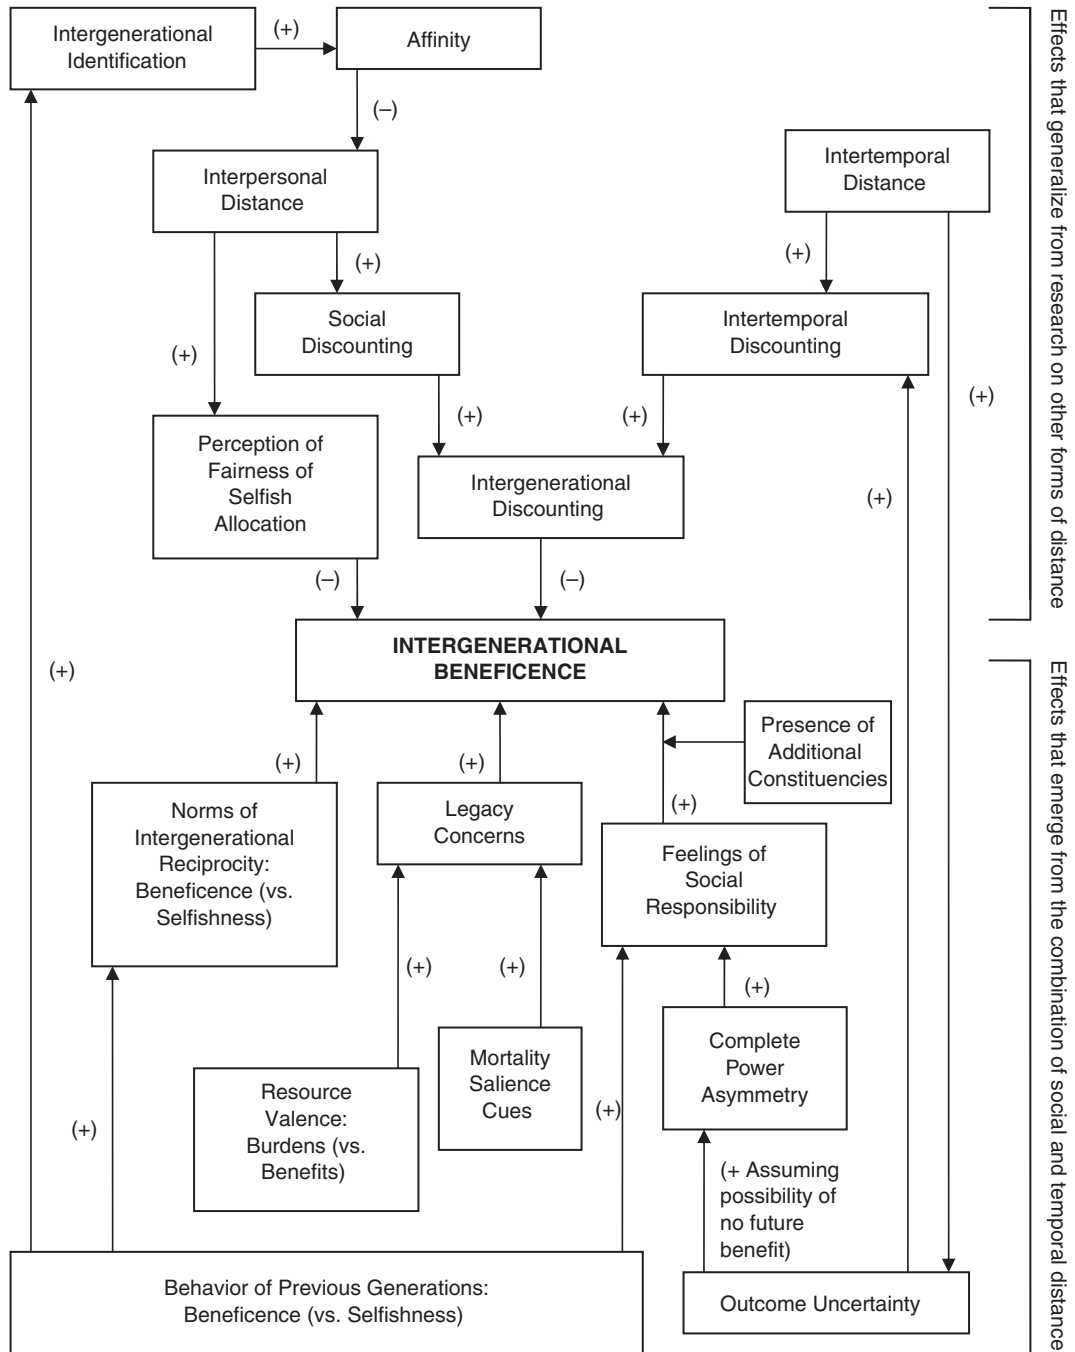 Intergenerational
Identification
(+)
Affinity
(–)
Interpersonal
Distance
Intertemporal
Distance
(+)
(+)
Social
Discounting
Intertemporal
Discounting
(+)
(+)
(+)
(+)
Perception of
Fairness of
Selfish
Allocation
Intergenerational
Discounting
(+)
(–)
(–)
INTERGENERATIONAL
BENEFICENCE
(+)
Presence of
Additional
Constituencies
(+)
(+)
(+)
Norms of
Intergenerational
Reciprocity:
Beneficence (vs.
Selfishness)
Legacy
Concerns
Feelings of
Social
Responsibility
(+)
(+)
(+)
Resource
Valence:
Burdens (vs.
Benefits)
Mortality
Salience
Cues
Complete
Power
Asymmetry
(+)
(+)
(+ Assuming
possibility of
no future
benefit)
Behavior of Previous Generations:
Beneficence (vs. Selfishness)
Outcome Uncertainty
Effects that generalize from research on other forms of distance
Effects that emerge from the combination of social and temporal distance